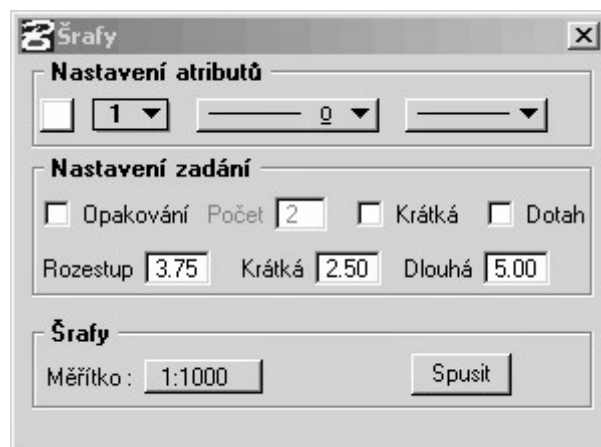 Šrafy
Nastavení atributů
1 0
Nastavení zadání
Opakování Počet 2 Krátká Dotah
Rozestup 3.75 Krátká 2.50 Dlouhá 5.00
Šrafy
Měřítko : 1:1000 Spusit